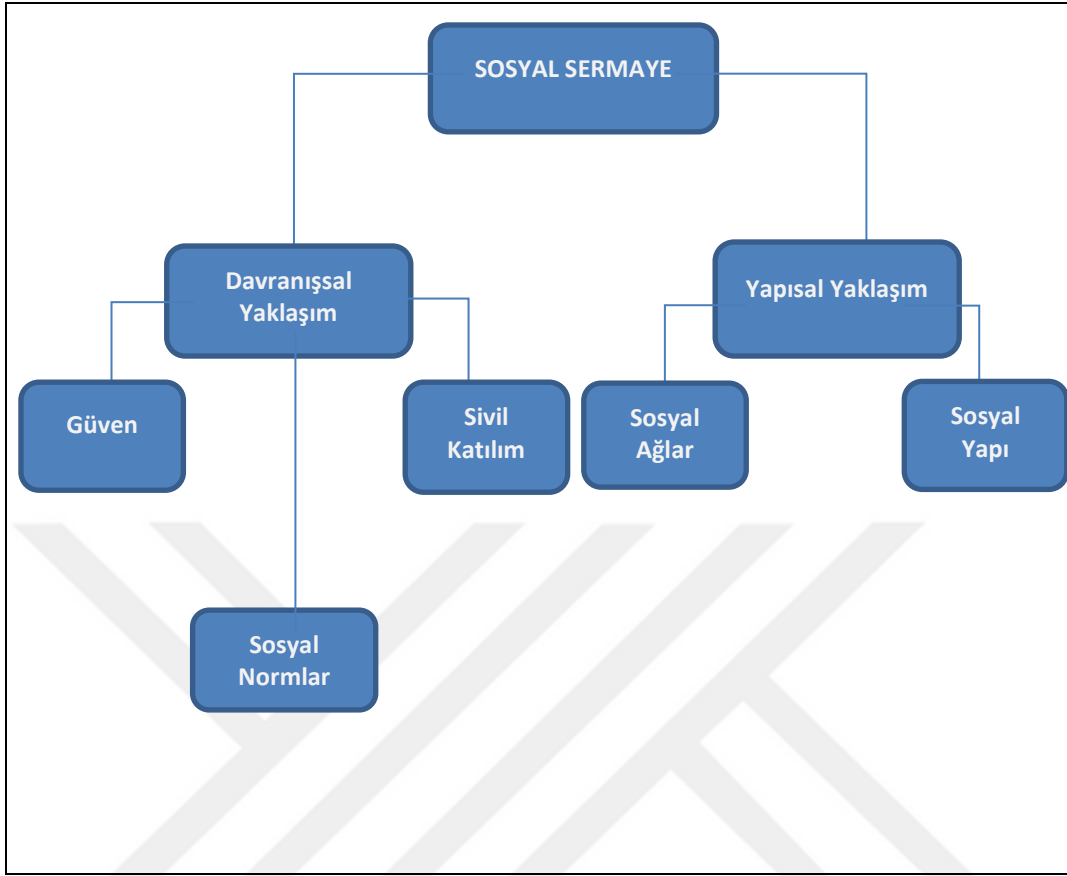 SOSYAL SERMAYE
Davranışsal
Yaklaşım
Yapısal Yaklaşım
Güven
Sivil
Katılım
Sosyal
Ağlar
Sosyal
Yapı
Sosyal
Normlar